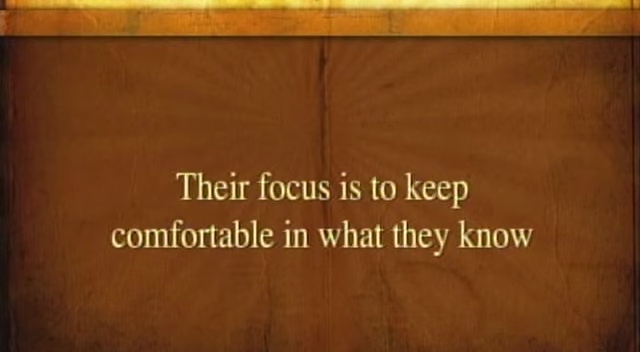 Their focus is to keep
comfortable in what they know